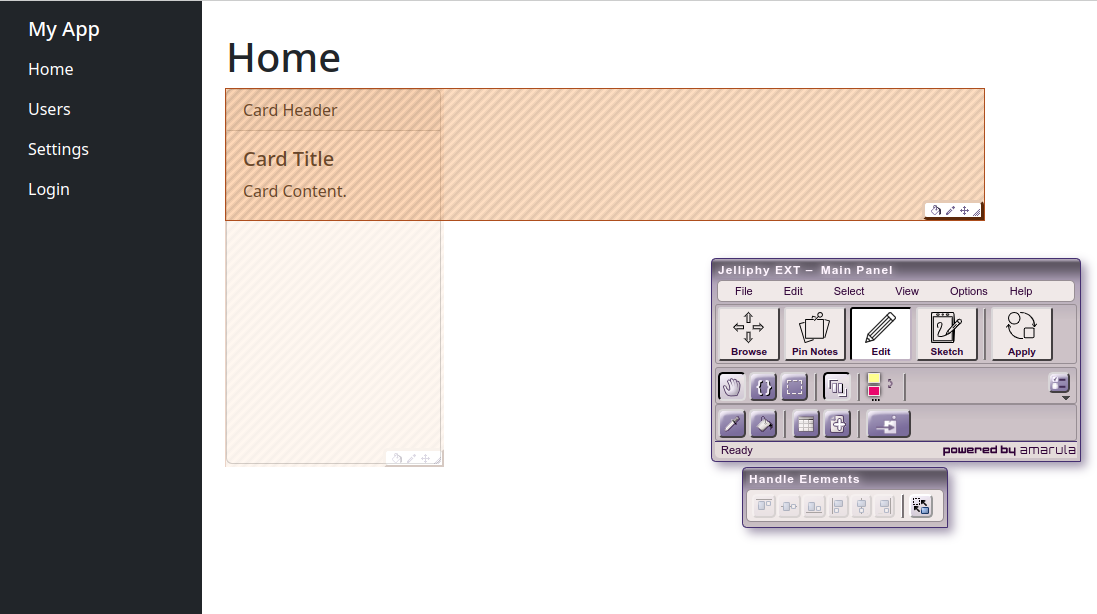 My App
Home
Users
Settings
Login
Home
Card Header
Card Title
Card Content.
Jelliphy EXT – Main Panel
File Edit Select View Options Help
Browse Pin Notes Edit Sketch Apply
Ready powered by amarula
Handle Elements